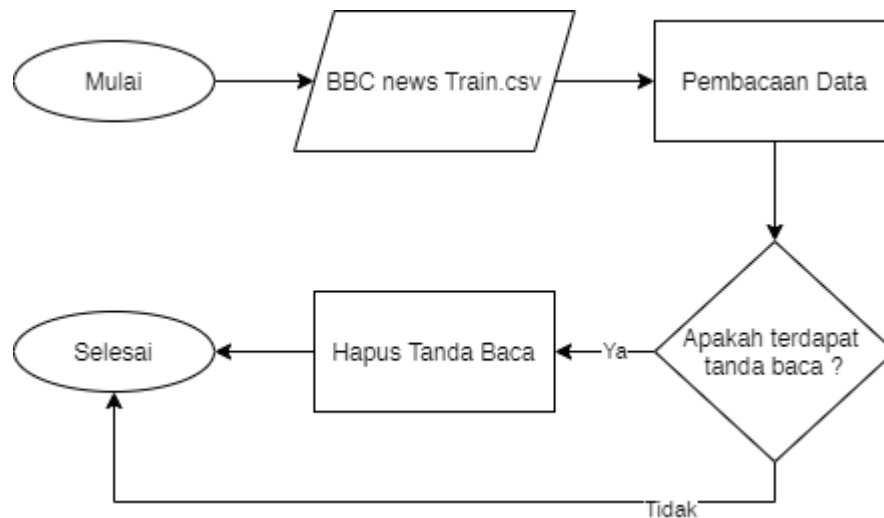 Mulai
BBC news Train.csv
Pembacaan Data
Apakah terdapat
tanda baca ?
Ya
Hapus Tanda Baca
Selesai
Tidak